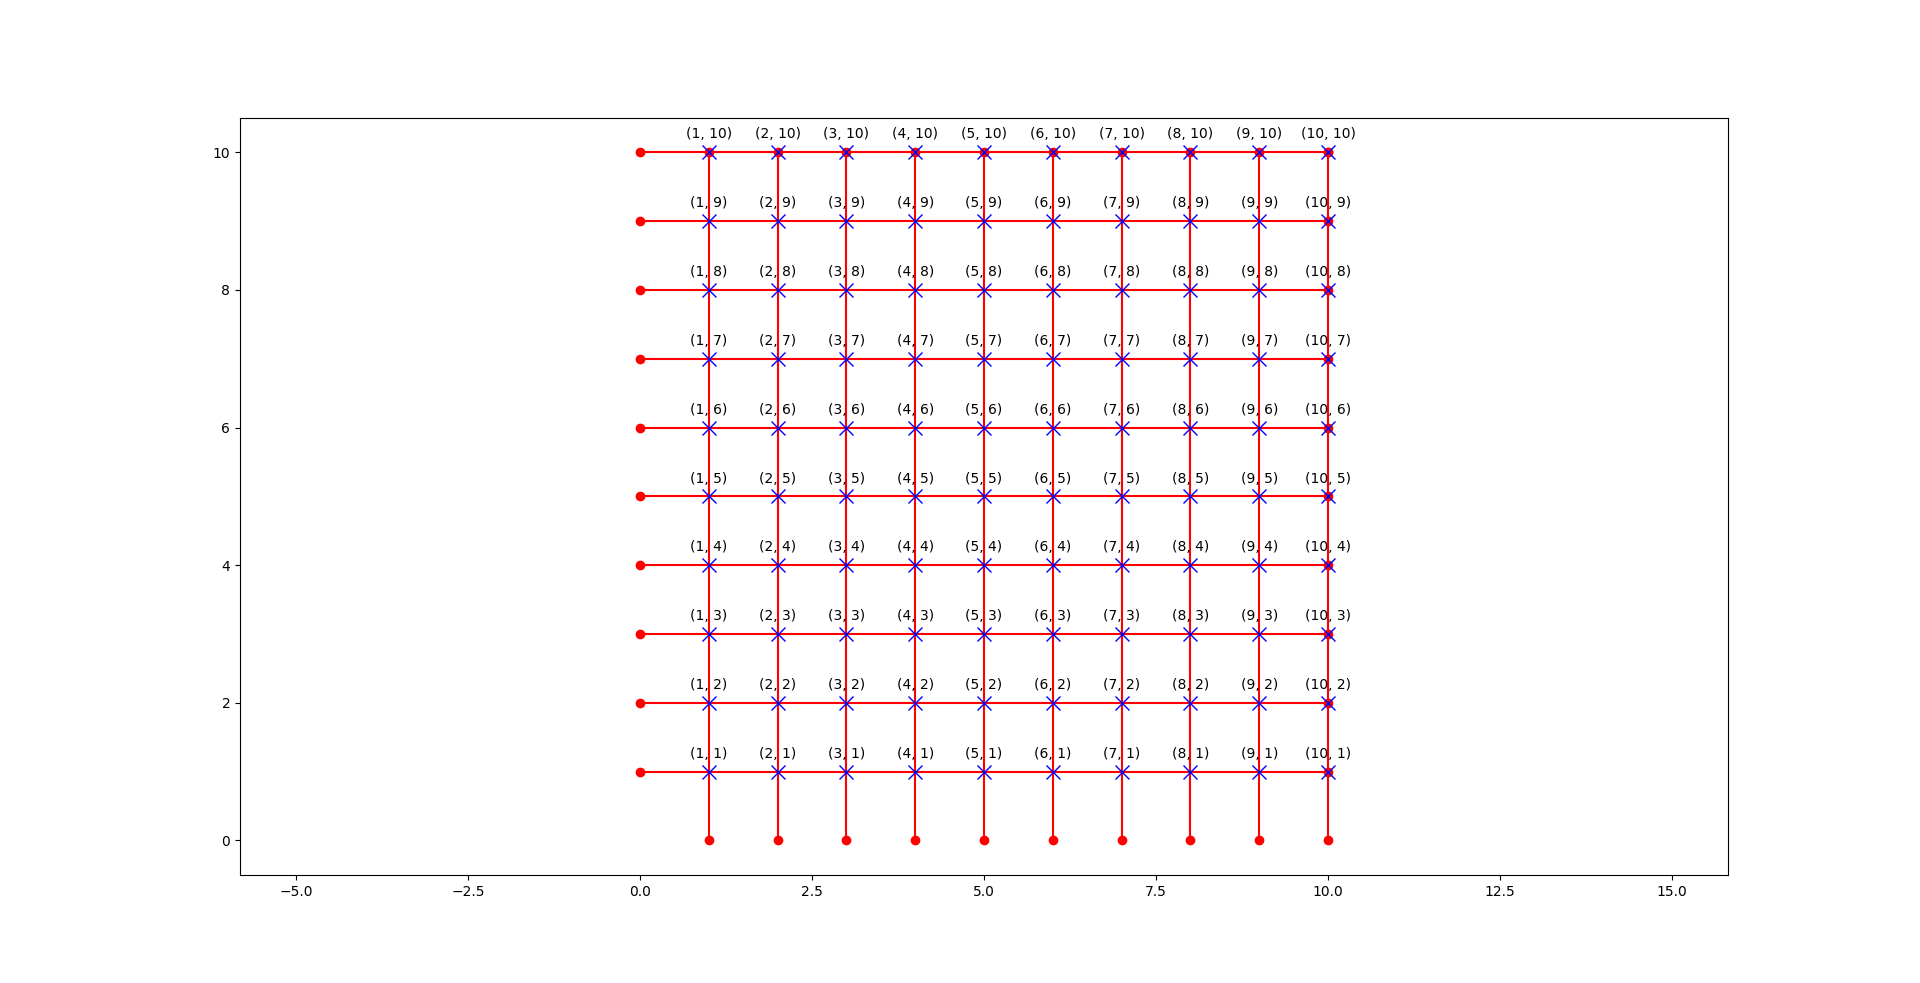 (1, 10) (2, 10) (3, 10) (4, 10) (5, 10) (6, 10) (7, 10) (8, 10) (9, 10) (10, 10)
10
(1, 9) (2, 9) (3, 9) (4, 9) (5, 9) (6, 9) (7, 9) (8, 9) (9, 9) (10, 9)
(1, 8) (2, 8) (3, 8) (4, 8) (5, 8) (6, 8) (7, 8) (8, 8) (9, 8) (10, 8)
8
(1, 7) (2, 7) (3, 7) (4, 7) (5, 7) (6, 7) (7, 7) (8, 7) (9, 7) (10, 7)
(1, 6) (2, 6) (3, 6) (4, 6) (5, 6) (6, 6) (7, 6) (8, 6) (9, 6) (10, 6)
6
(1, 5) (2, 5) (3, 5) (4, 5) (5, 5) (6, 5) (7, 5) (8, 5) (9, 5) (10, 5)
(1, 4) (2, 4) (3, 4) (4, 4) (5, 4) (6, 4) (7, 4) (8, 4) (9, 4) (10, 4)
4
(1, 3) (2, 3) (3, 3) (4, 3) (5, 3) (6, 3) (7, 3) (8, 3) (9, 3) (10, 3)
(1, 2) (2, 2) (3, 2) (4, 2) (5, 2) (6, 2) (7, 2) (8, 2) (9, 2) (10, 2)
2
(1, 1) (2, 1) (3, 1) (4, 1) (5, 1) (6, 1) (7, 1) (8, 1) (9, 1) (10, 1)
0
−5.0 −2.5 0.0 2.5 5.0 7.5 10.0 12.5 15.0